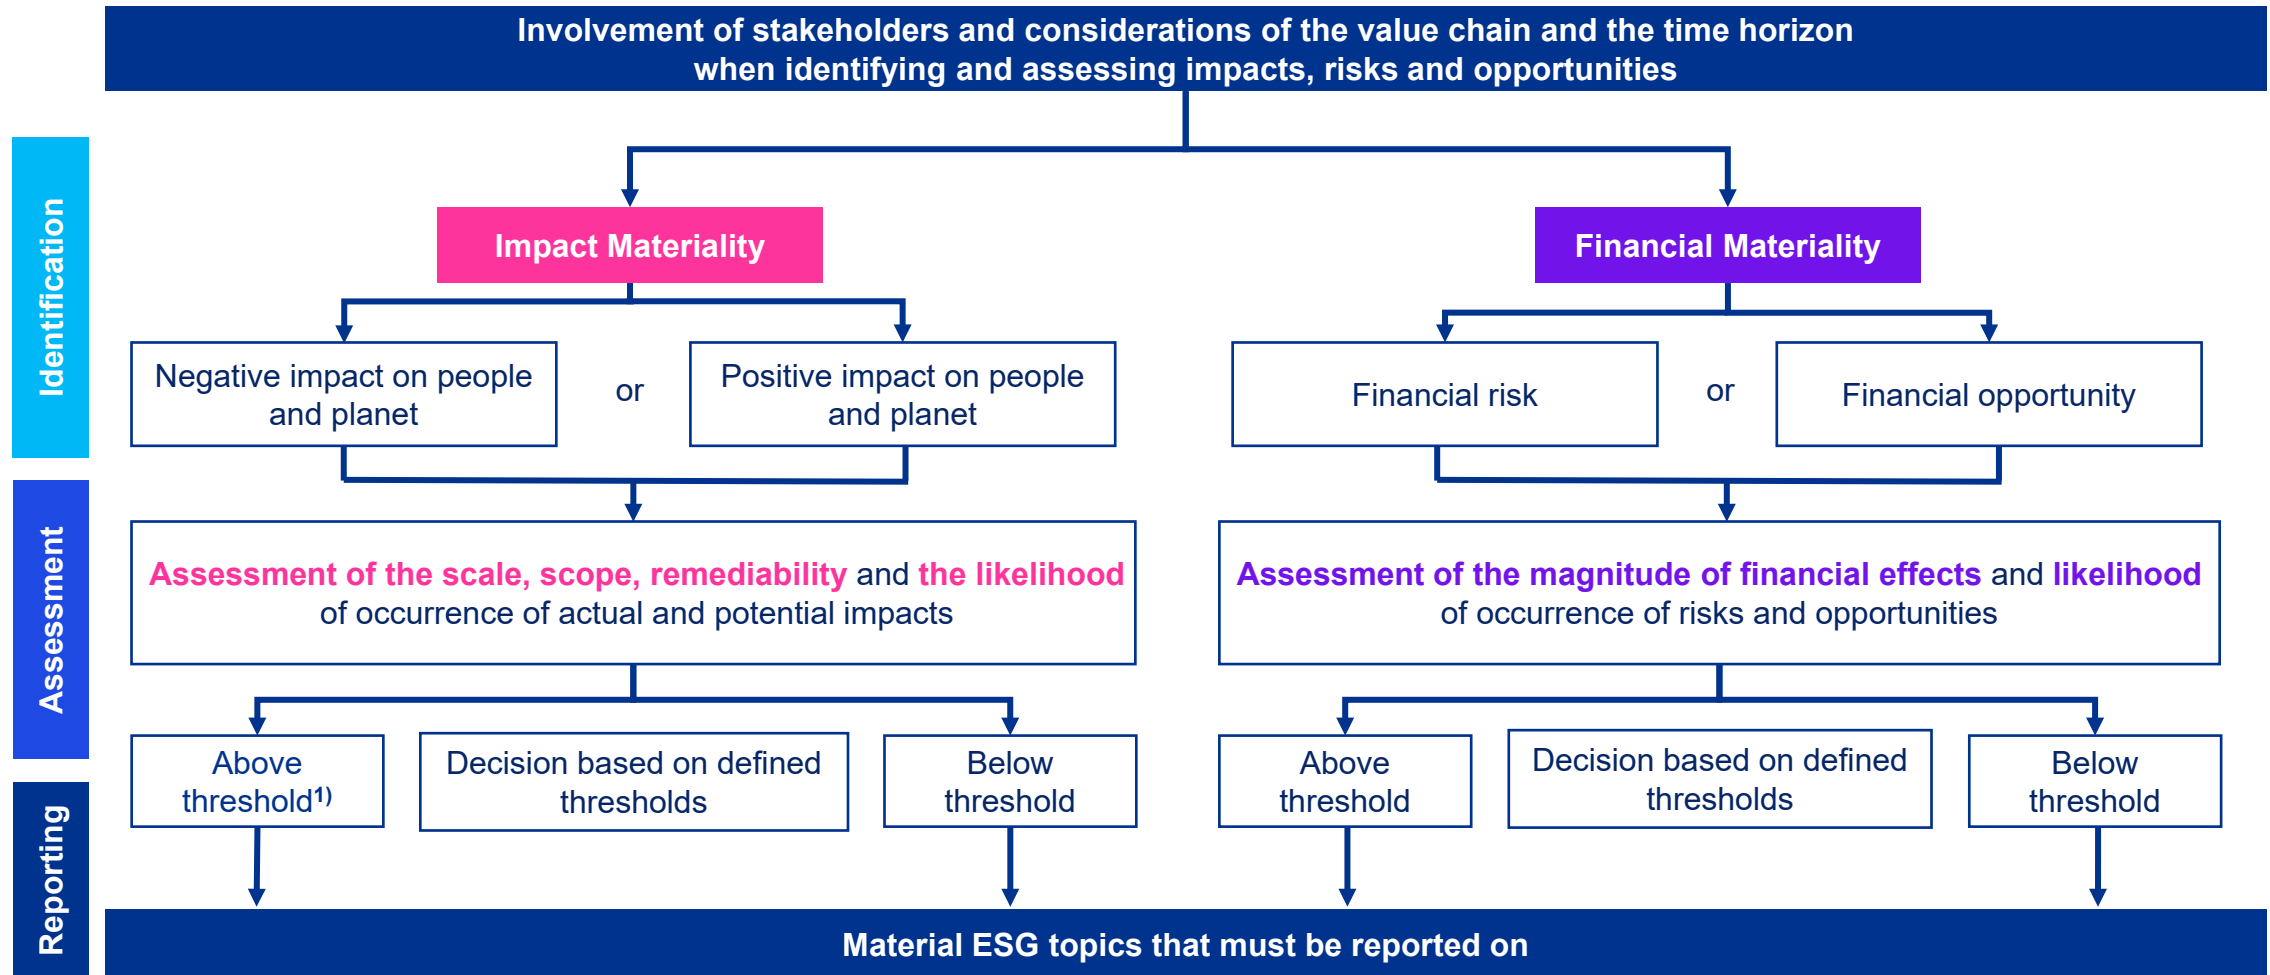 Involvement of stakeholders and considerations of the value chain and the time horizon
when identifying and assessing impacts, risks and opportunities
Identification
Impact Materiality
Financial Materiality
Negative impact on people
and planet
or
Positive impact on people
and planet
Financial risk
or
Financial opportunity
Assessment
Assessment of the scale, scope, remediability and the likelihood
of occurrence of actual and potential impacts
Assessment of the magnitude of financial effects and likelihood
of occurrence of risks and opportunities
Above
threshold1)
Decision based on defined
thresholds
Below
threshold
Above
threshold
Decision based on defined
thresholds
Below
threshold
Reporting
Material ESG topics that must be reported on